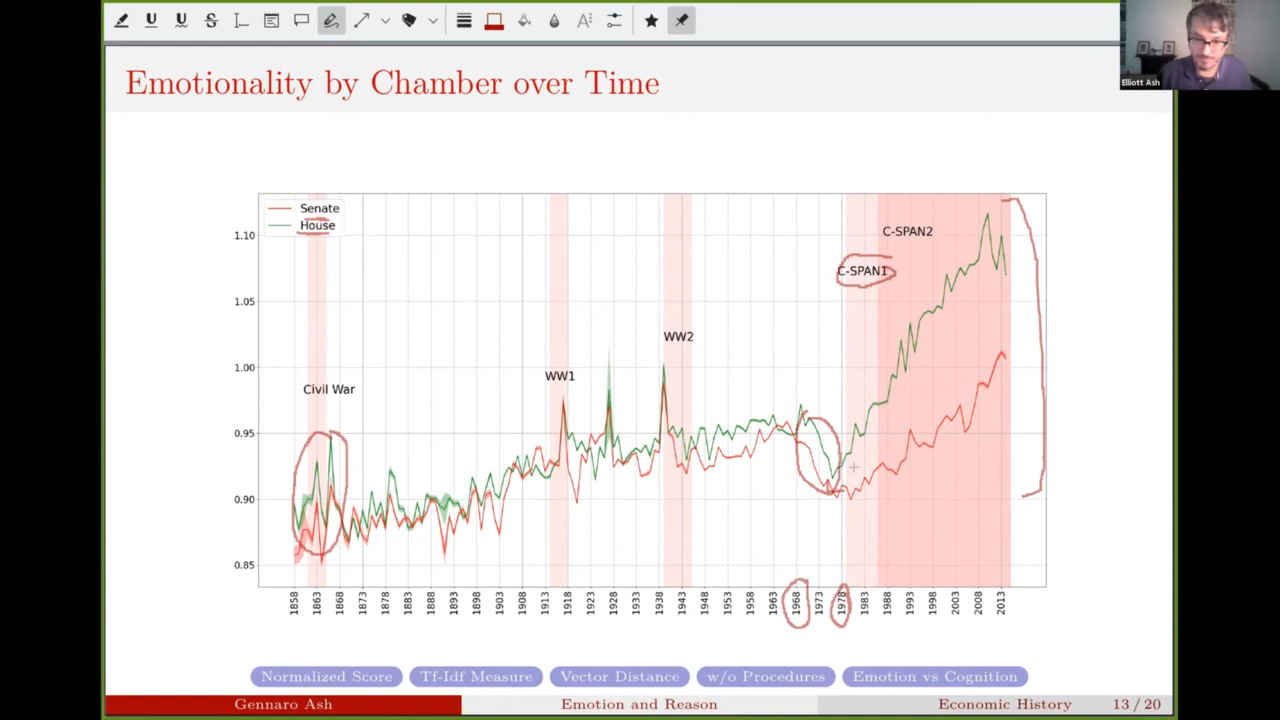 Elliott Ash
Emotionality by Chamber over Time
Senate
House
C-SPAN2
C-SPAN1
WW2
WW1
Civil War
1.10
1.05
1.00
0.95
0.90
0.85
1858 1863 1868 1873 1878 1883 1888 1893 1898 1903 1908 1913 1918 1923 1928 1933 1938 1943 1948 1953 1958 1963 1968 1973 1978 1983 1988 1993 1998 2003 2008 2013
Normalized Score Tf-Idf Measure Vector Distance w/o Procedures Emotion vs Cognition
Gennaro Ash Emotion and Reason Economic History 13 / 20